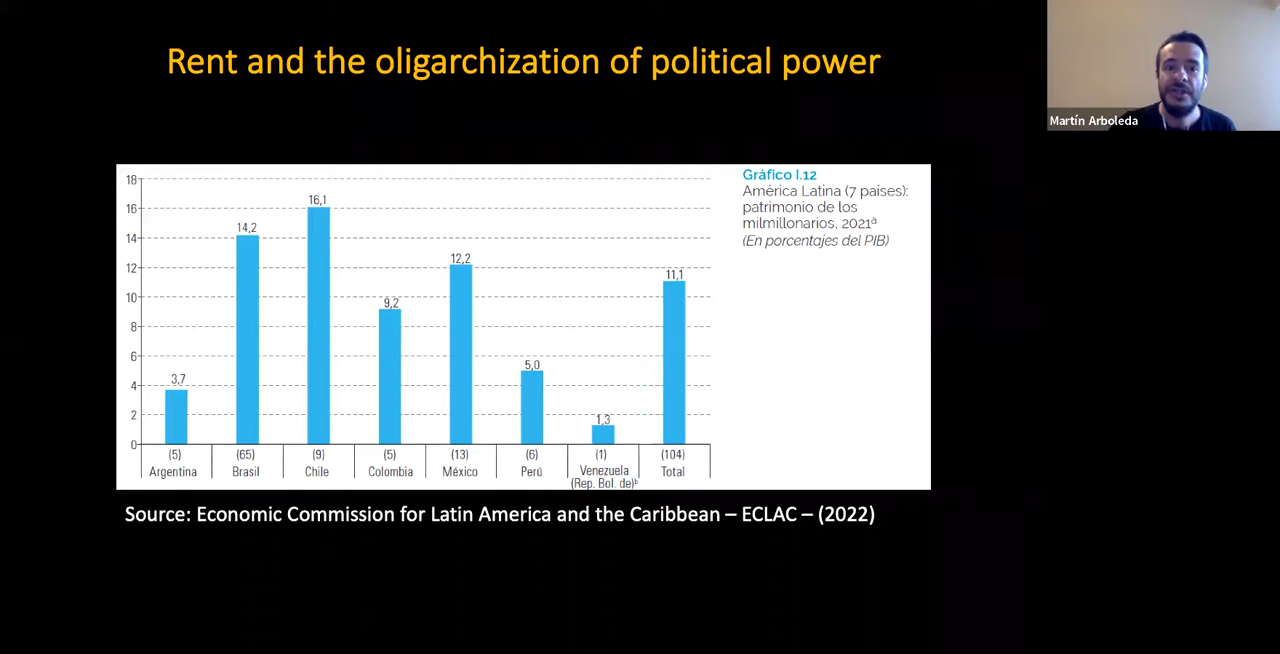 Rent and the oligarchization of political power
Martín Arboleda
Gráfico I.12
América Latina (7 países):
patrimonio de los
milmillonarios, 2021ª
(En porcentajes del PIB)
18
16
14
12
10
8
6
4
2
0
3,7
14,2
16,1
9,2
12,2
5,0
1,3
11,1
(5) (65) (9) (5) (13) (6) (1) (104)
Argentina Brasil Chile Colombia México Perú Venezuela Total
(Rep. Bol. de)ᵇ
Source: Economic Commission for Latin America and the Caribbean – ECLAC – (2022)